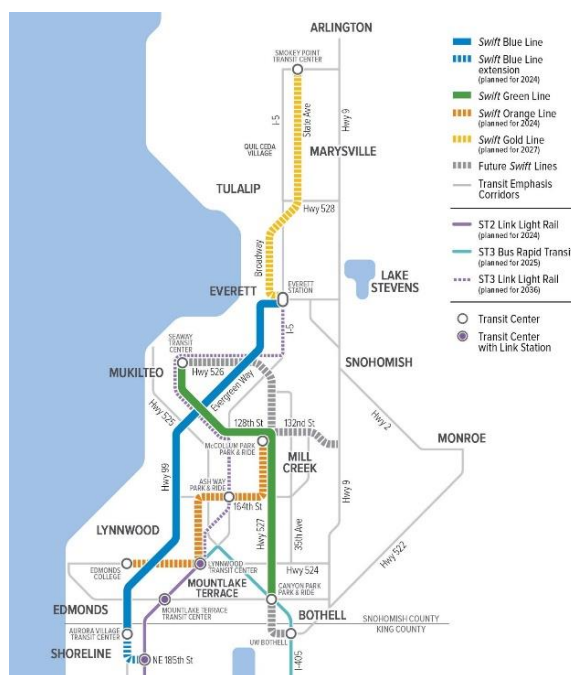 ARLINGTON
SMOKEY POINT
TRANSIT CENTER
I-5
State Ave
Hwy 9
QUIL CEDA
VILLAGE
MARYSVILLE
TULALIP
Hwy 528
Broadway
EVERETT
EVERETT
STATION
LAKE
STEVENS
SEAWAY
TRANSIT
CENTER
I-5
SNOHOMISH
MUKILTEO
Hwy 526
Evergreen Way
Hwy 525
Hwy 2
128th St
132nd St
McCOLLUM PARK
PARK & RIDE
MILL
CREEK
MONROE
Hwy 99
ASH WAY
PARK & RIDE
164th St
Hwy 527
35th Ave
Hwy 9
Hwy 522
LYNNWOOD
EDMONDS
COLLEGE
LYNNWOOD
TRANSIT CENTER
Hwy 524
MOUNTLAKE
TERRACE
CANYON PARK
PARK & RIDE
EDMONDS
MOUNTLAKE TERRACE
TRANSIT CENTER
BOTHELL
SNOHOMISH COUNTY
KING COUNTY
AURORA VILLAGE
TRANSIT CENTER
UW BOTHELL
SHORELINE
NE 185th St
I-405
Swift Blue Line
Swift Blue Line
extension
(planned for 2024)
Swift Green Line
Swift Orange Line
(planned for 2024)
Swift Gold Line
(planned for 2027)
Future Swift Lines
Transit Emphasis
Corridors
ST2 Link Light Rail
(planned for 2024)
ST3 Bus Rapid Transit
(planned for 2025)
ST3 Link Light Rail
(planned for 2036)
Transit Center
Transit Center
with Link Station